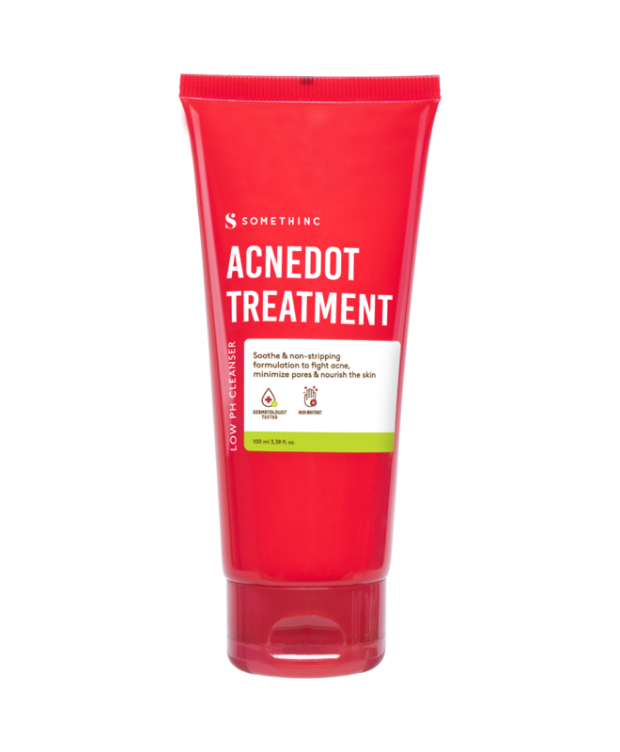 SOMETHINC
ACNEDOT
TREATMENT
LOW PH CLEANSER
Soothe & non-stripping
formulation to fight acne,
minimize pores & nourish the skin
DERMATOLOGIST
TESTED
NON-IRRITANT
100 ml 3,38 fl. oz.